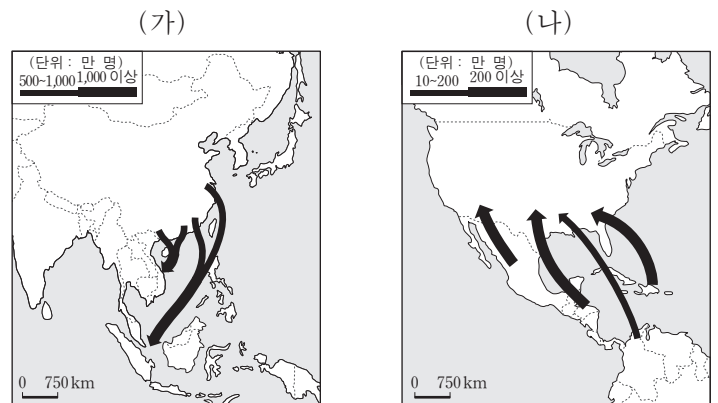 (가)
(단위 : 만 명)
500~1,000 1,000 이상
0 750 km
(나)
(단위 : 만 명)
10~200 200 이상
0 750 km